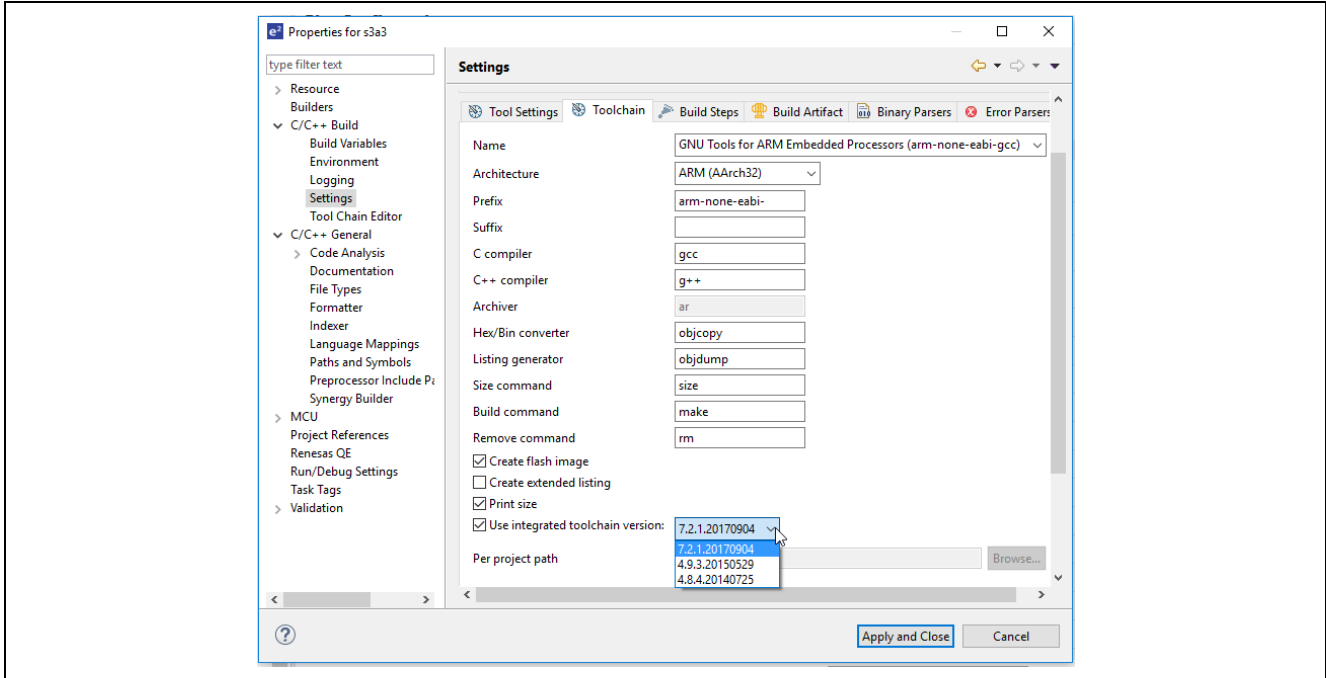 e² Properties for s3a3
type filter text
Resource
Builders
C/C++ Build
Build Variables
Environment
Logging
Settings
Tool Chain Editor
C/C++ General
Code Analysis
Documentation
File Types
Formatter
Indexer
Language Mappings
Paths and Symbols
Preprocessor Include Pa
Synergy Builder
MCU
Project References
Renesas QE
Run/Debug Settings
Task Tags
Validation
Settings
Tool Settings Toolchain Build Steps Build Artifact Binary Parsers Error Parsers
Name GNU Tools for ARM Embedded Processors (arm-none-eabi-gcc)
Architecture ARM (AArch32)
Prefix arm-none-eabi-
Suffix
C compiler gcc
C++ compiler g++
Archiver ar
Hex/Bin converter objcopy
Listing generator objdump
Size command size
Build command make
Remove command rm
Create flash image
Create extended listing
Print size
Use integrated toolchain version: 7.2.1.20170904
7.2.1.20170904
4.9.3.20150529
4.8.4.20140725
Per project path Browse...
Apply and Close Cancel